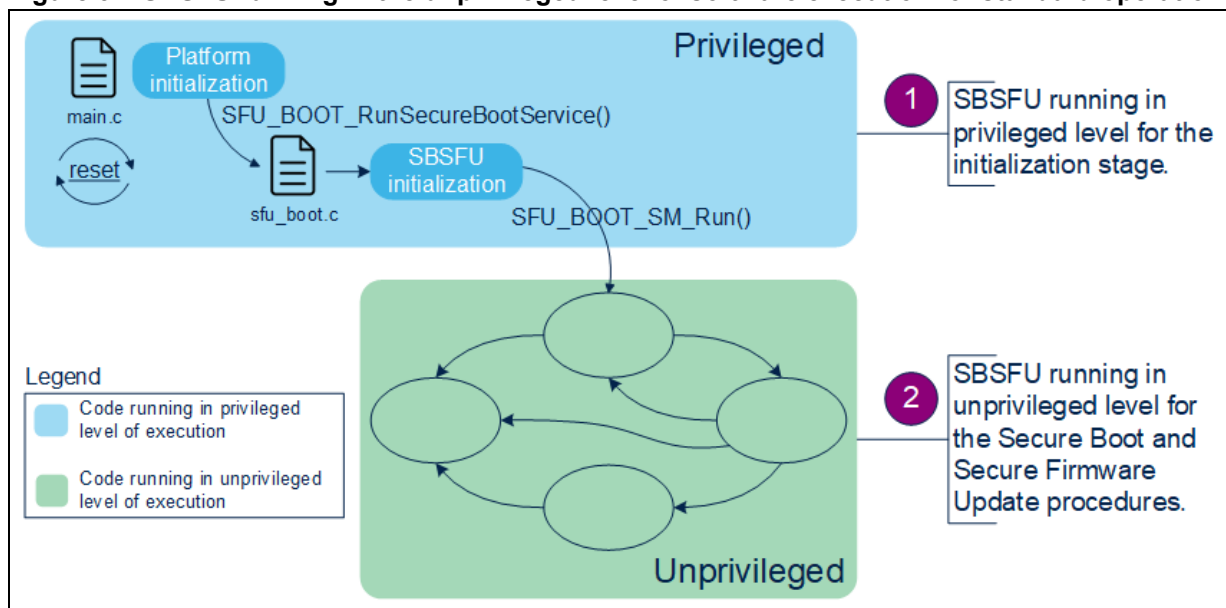 Privileged
Platform
initialization
main.c
SFU_BOOT_RunSecureBootService()
reset
SBSFU
initialization
sfu_boot.c
SFU_BOOT_SM_Run()
1
SBSFU running in
privileged level for the
initialization stage.
Legend
Code running in privileged
level of execution
Code running in unprivileged
level of execution
2
SBSFU running in
unprivileged level for
the Secure Boot and
Secure Firmware
Update procedures.
Unprivileged